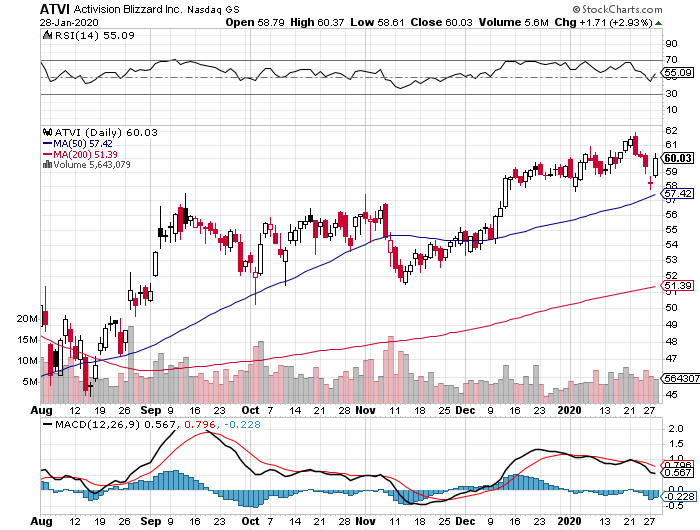 ATVI Activision Blizzard Inc. Nasdaq GS © StockCharts.com
28-Jan-2020 Open 58.79 High 60.37 Low 58.61 Close 60.03 Volume 5.6M Chg +1.71 (+2.93%)
RSI(14) 55.09
90
70
55.09
50
30
10
ATVI (Daily) 60.03
MA(50) 57.42
MA(200) 51.39
Volume 5,643,079
62
61
60.03
59
58
57.42
56
55
54
53
52
51.39
51
20M
49
15M
48
10M
47
5M
564307
45
Aug 12 19 26 Sep 9 16 23 Oct 7 14 21 28 Nov 11 18 25 Dec 9 16 23 2020 13 21 27
MACD(12,26,9) 0.567, 0.796, -0.228
2.0
1.5
1.0
0.796
0.567
0.0
-0.228
-0.5
Aug 12 19 26 Sep 9 16 23 Oct 7 14 21 28 Nov 11 18 25 Dec 9 16 23 2020 13 21 27